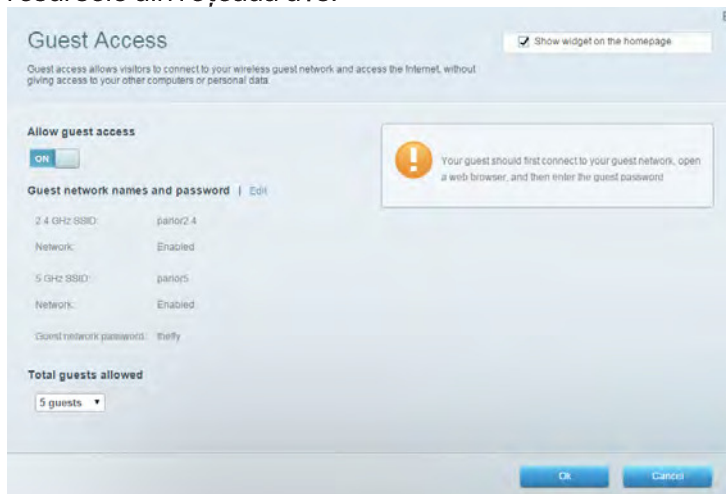 Guest Access
Show widget on the homepage
Guest access allows visitors to connect to your wireless guest network and access the Internet, without
giving access to your other computers or personal data.
Allow guest access
ON
Your guest should first connect to your guest network, open
a web browser, and then enter the guest password
Guest network names and password | Edit
2.4 GHz SSID: parlor2.4
Network: Enabled
5 GHz SSID: parlor5
Network: Enabled
Guest network password: thefly
Total guests allowed
5 guests
Ok Cancel